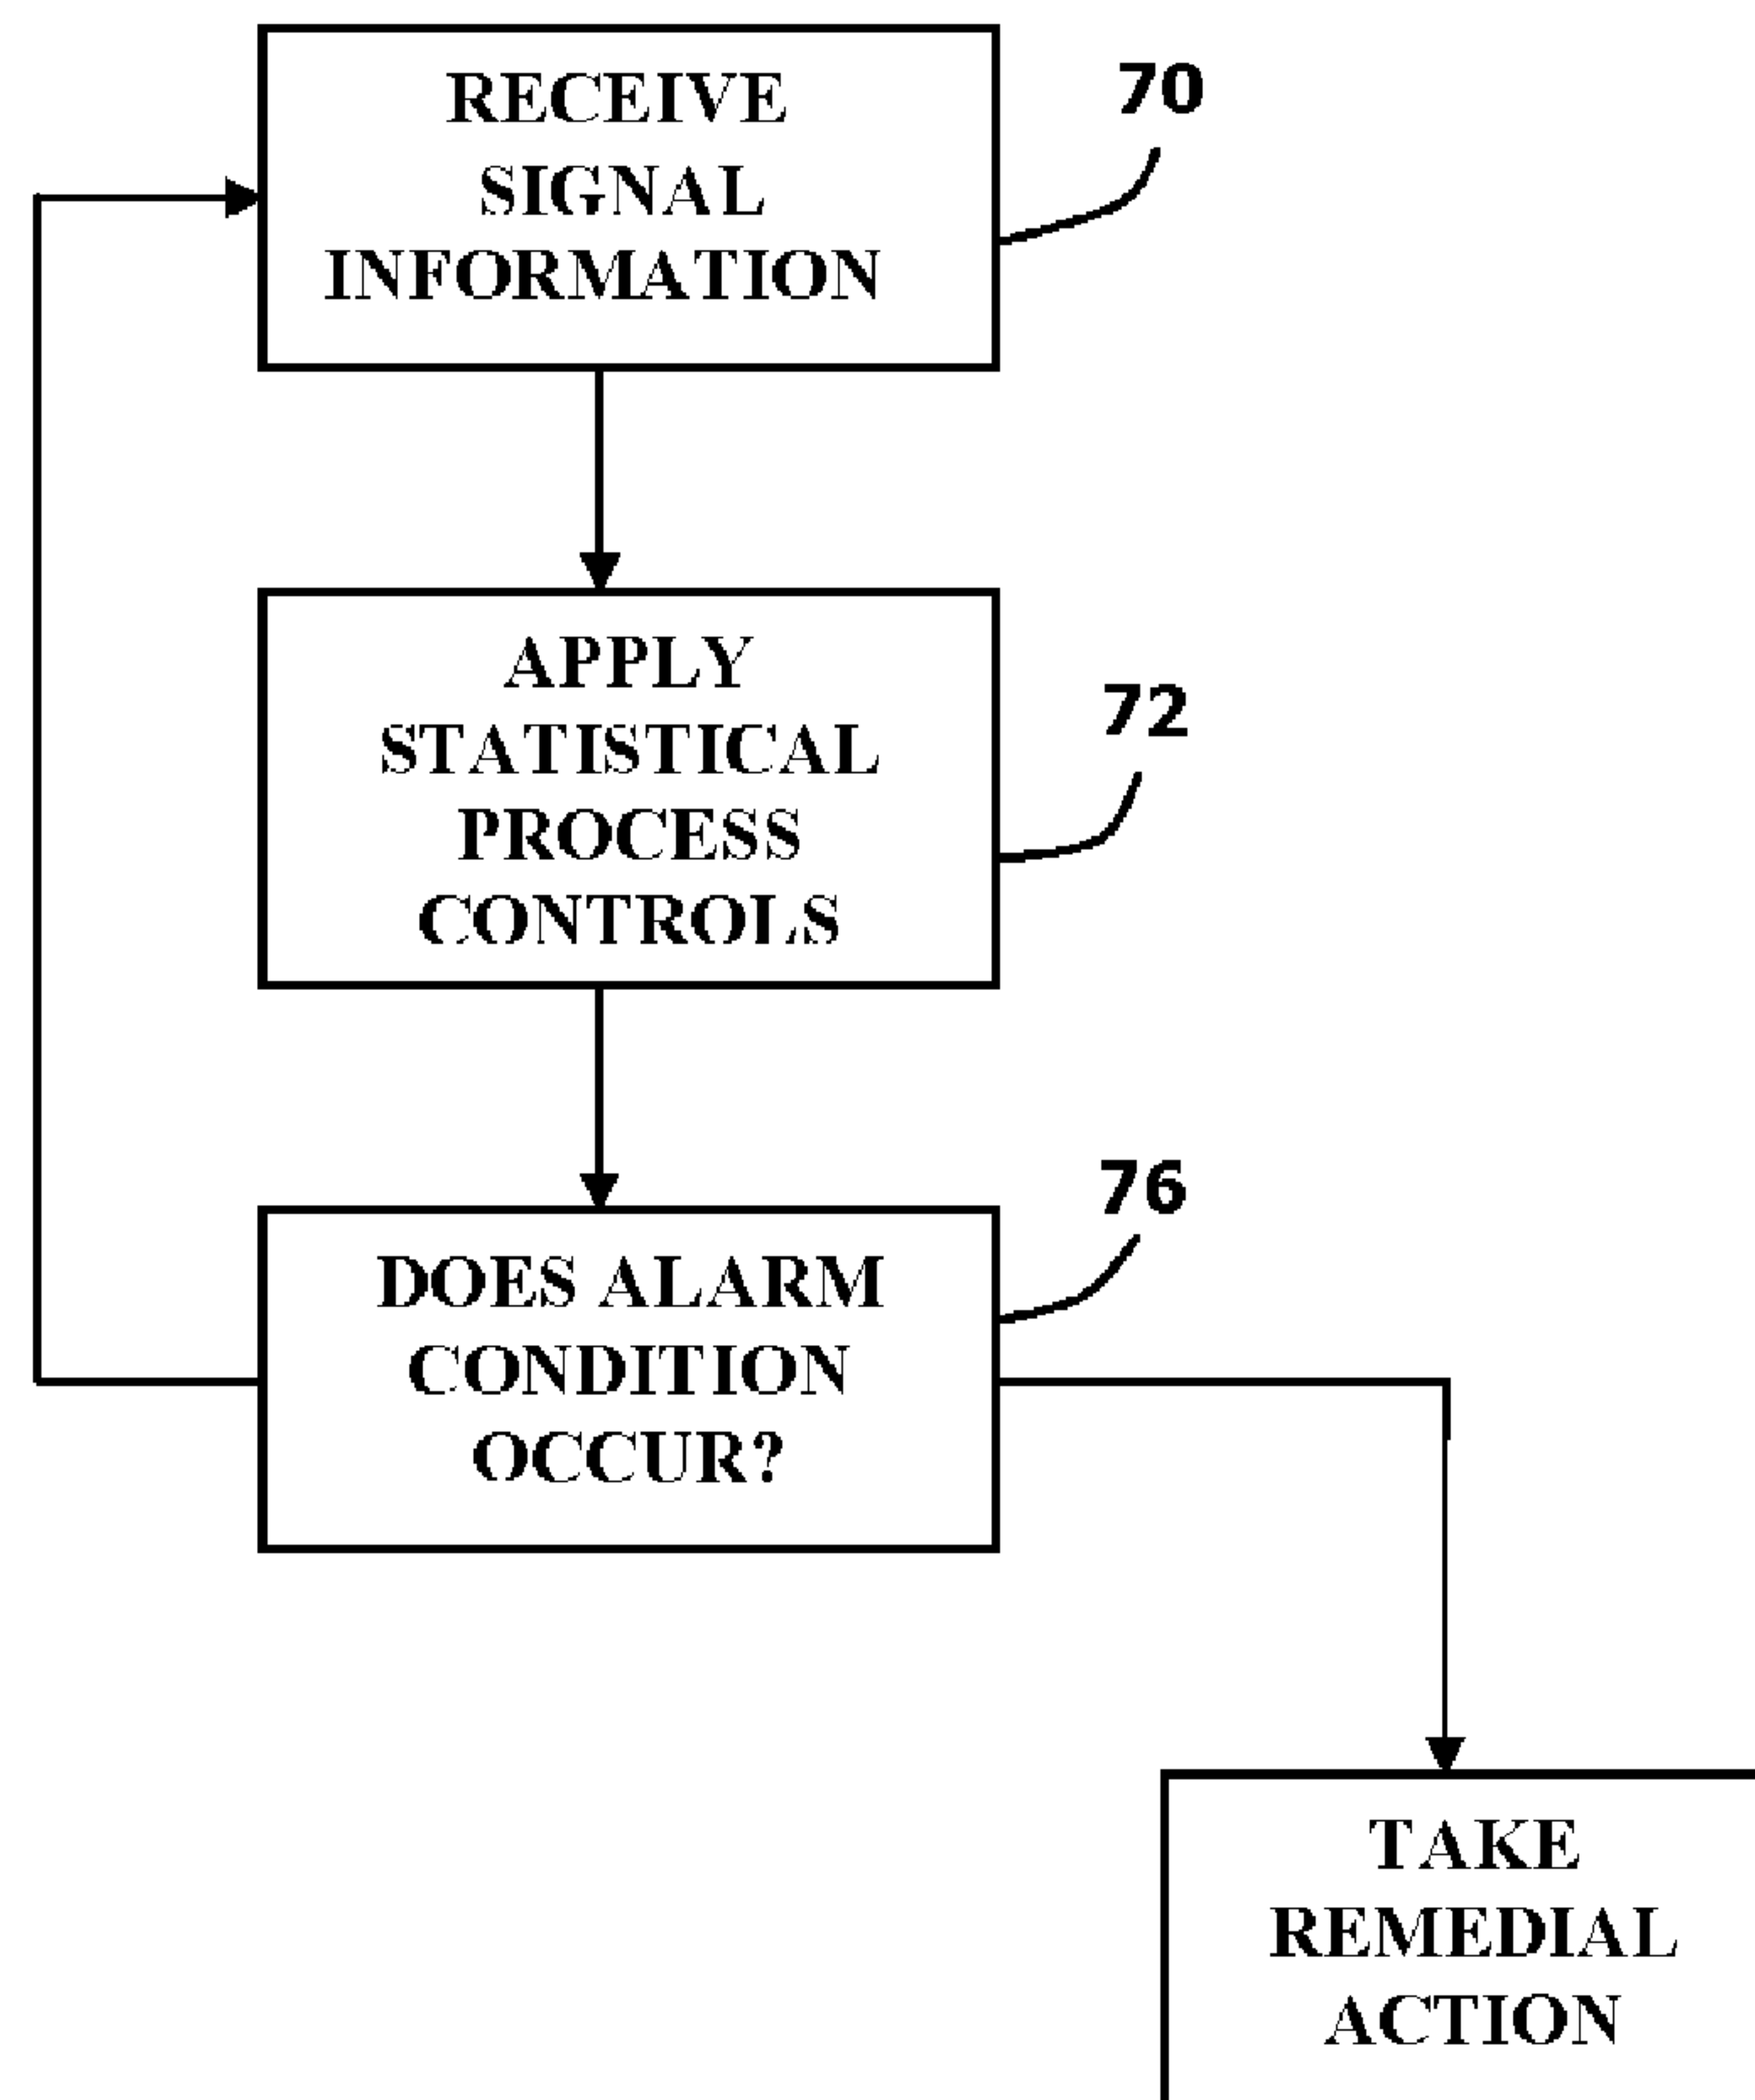 RECEIVE
SIGNAL
INFORMATION
70
APPLY
STATISTICAL
PROCESS
CONTROLS
72
76
DOES ALARM
CONDITION
OCCUR?
TAKE
REMEDIAL
ACTION